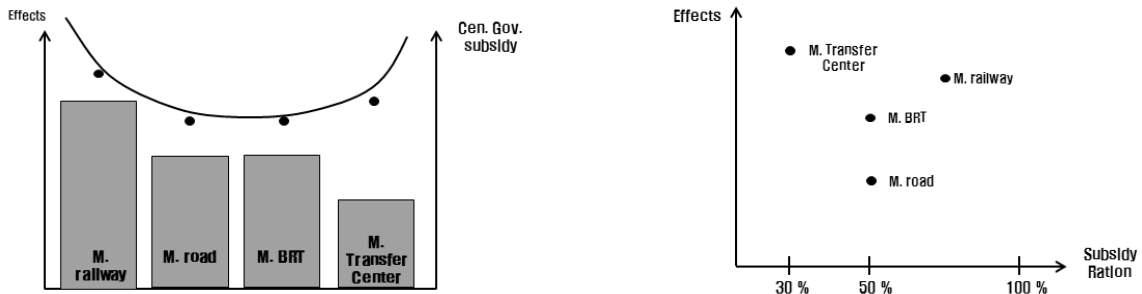 Effects
Cen. Gov.
subsidy
M.
railway
M. road
M. BRT
M.
Transfer
Center
Effects
M. Transfer
Center
M. railway
M. BRT
M. road
30 %
50 %
100 %
Subsidy
Ration